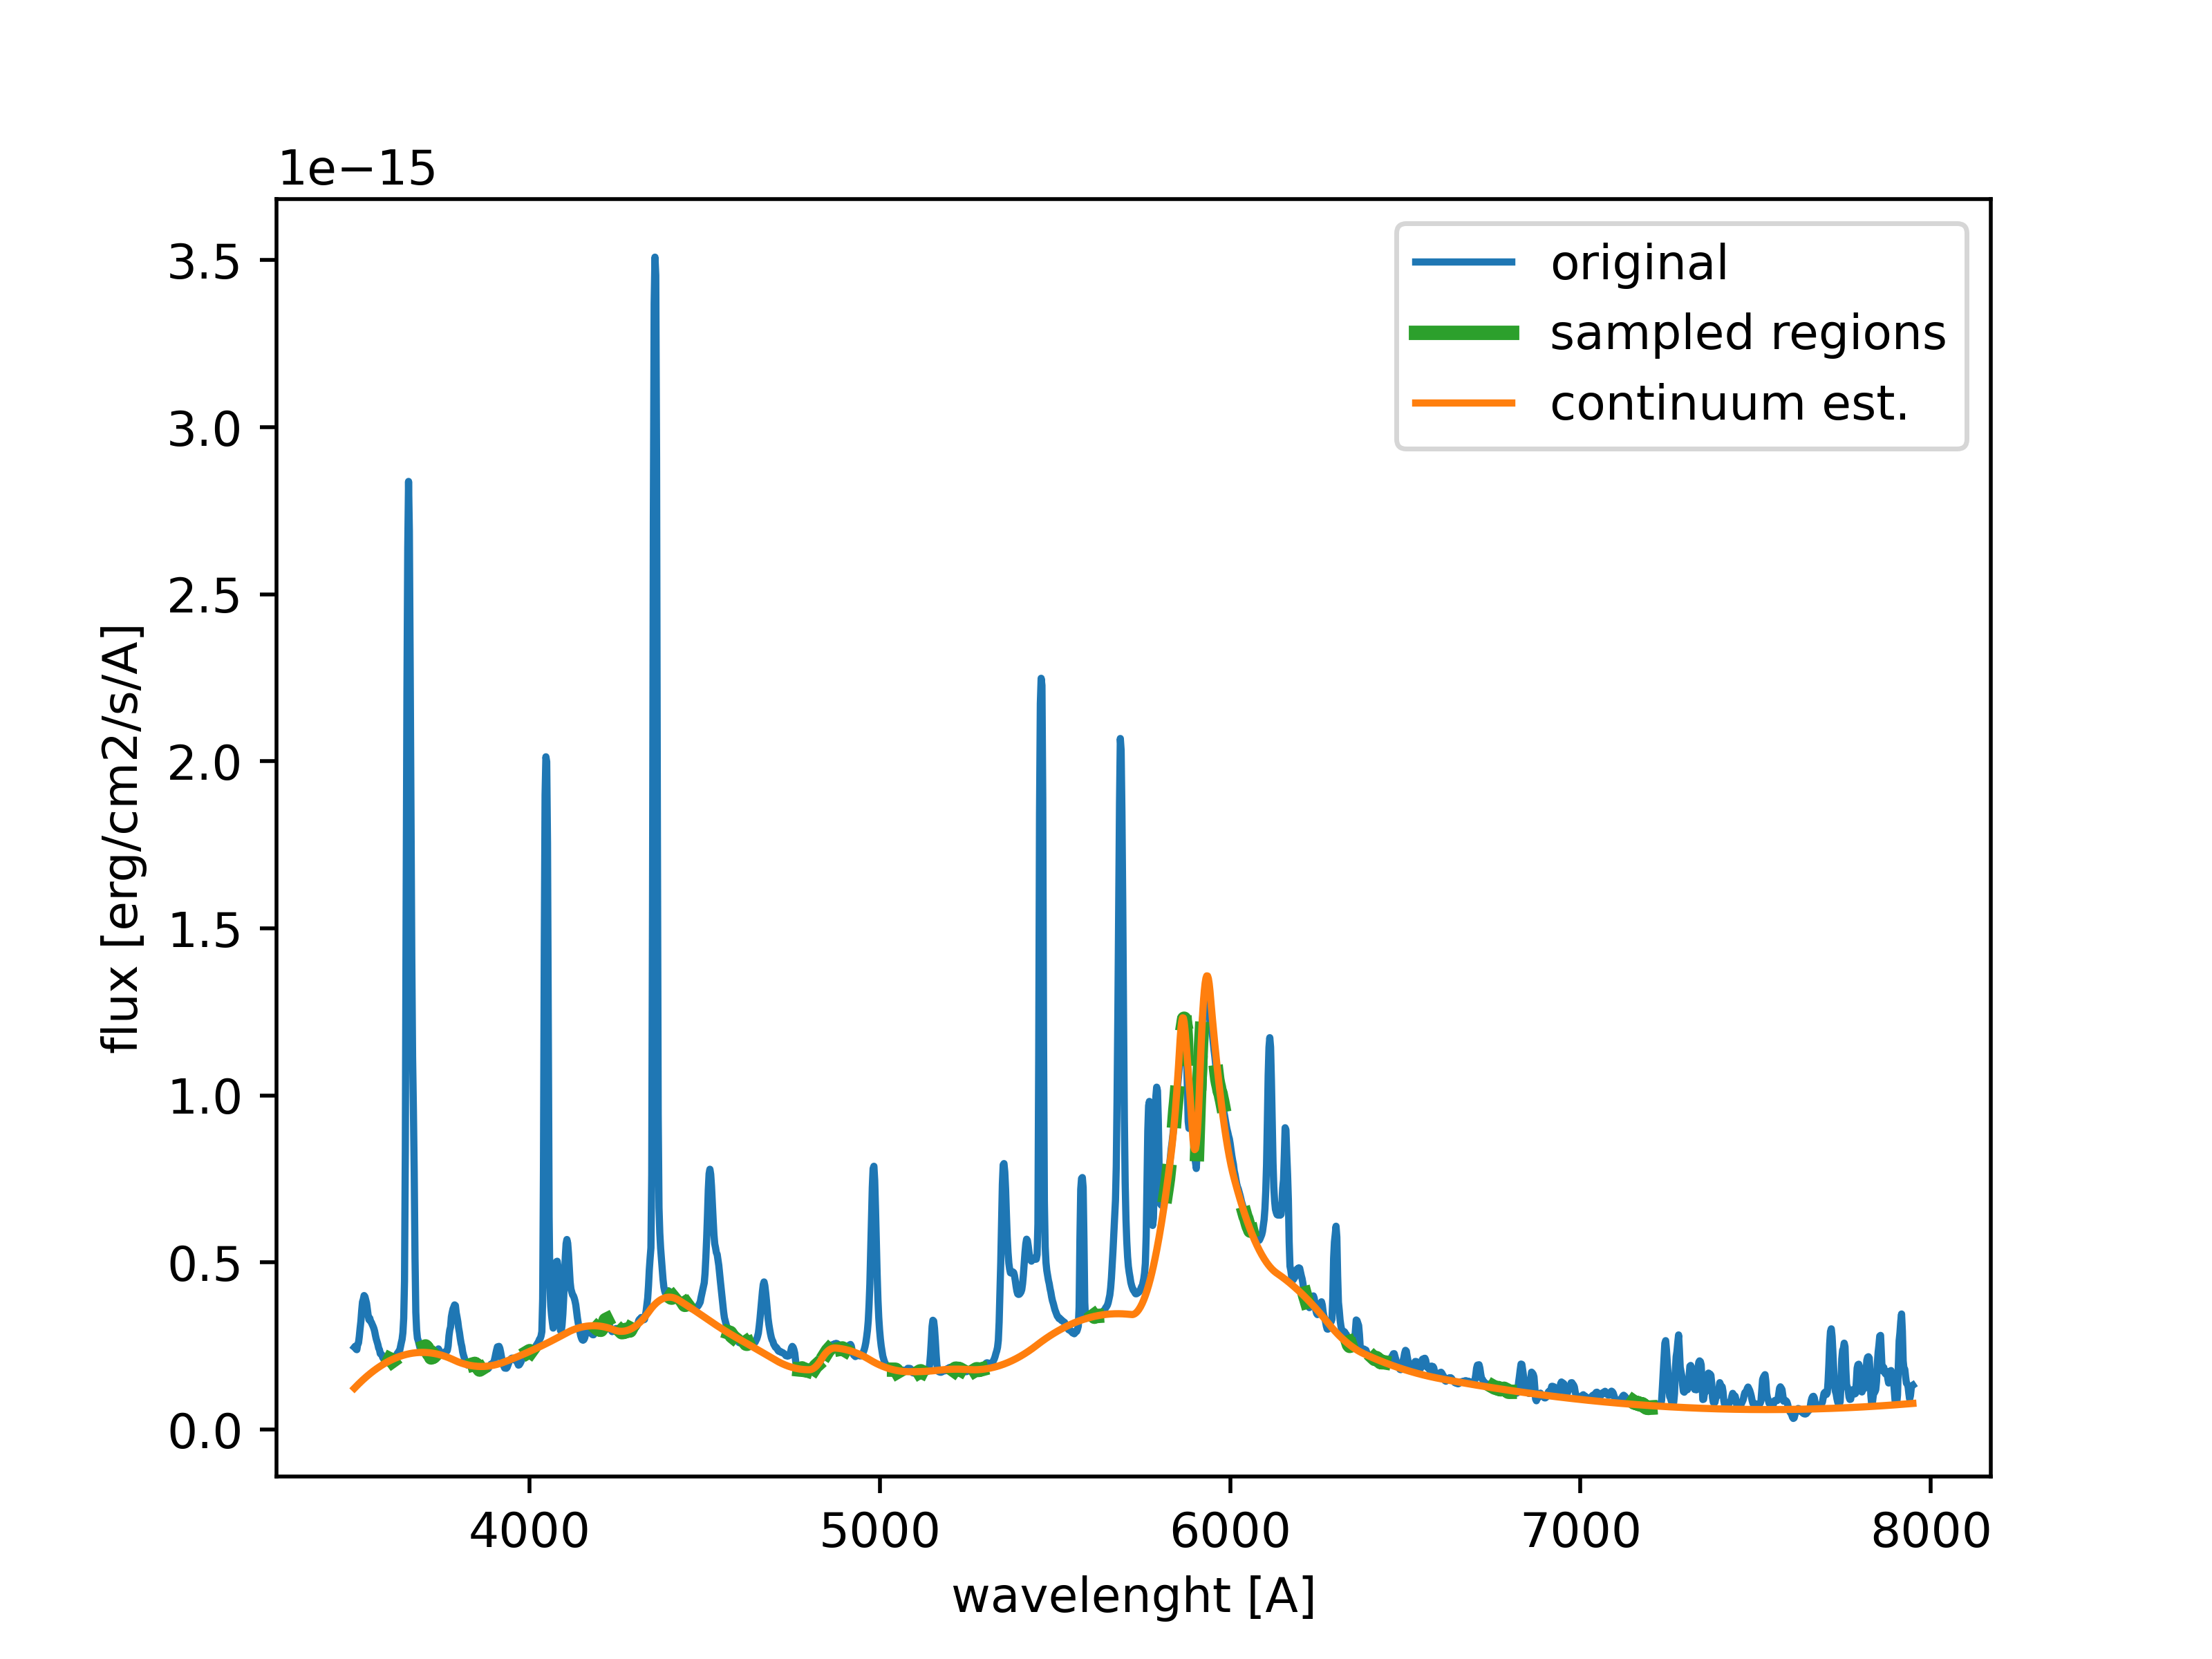 1e−15
3.5
3.0
2.5
2.0
1.5
1.0
0.5
0.0
flux [erg/cm2/s/A]
original
sampled regions
continuum est.
4000 5000 6000 7000 8000
wavelenght [A]